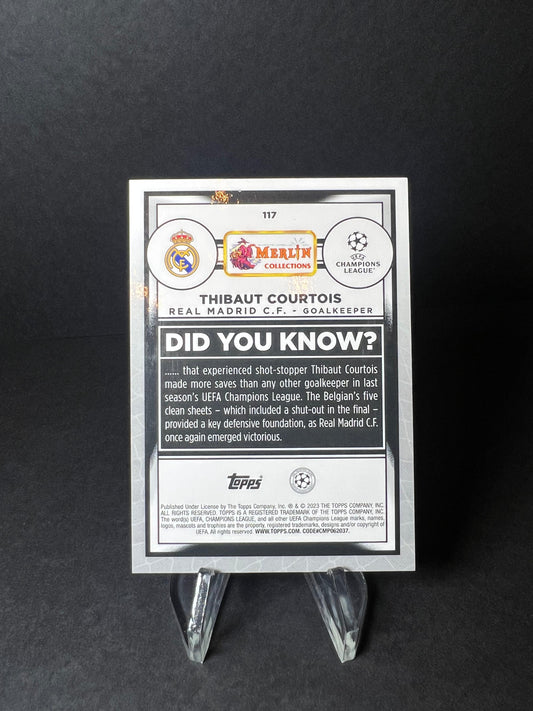 117
MERLIN
COLLECTIONS
UEFA
CHAMPIONS
LEAGUE
THIBAUT COURTOIS
REAL MADRID C.F. - GOALKEEPER
DID YOU KNOW?
...... that experienced shot-stopper Thibaut Courtois
made more saves than any other goalkeeper in last
season's UEFA Champions League. The Belgian's five
clean sheets – which included a shut-out in the final –
provided a key defensive foundation, as Real Madrid C.F.
once again emerged victorious.
topps
Published Under License by The Topps Company, Inc. ® & © 2023 THE TOPPS COMPANY, INC.
ALL RIGHTS RESERVED. TOPPS IS A REGISTERED TRADEMARK OF THE TOPPS COMPANY, INC.
The word(s) UEFA, CHAMPIONS LEAGUE, and all other UEFA Champions League marks, names,
logos, mascots and trophies are the property, registered trademarks, designs and/or copyright of
UEFA. All rights reserved. WWW.TOPPS.COM. CODE#CMP062037.